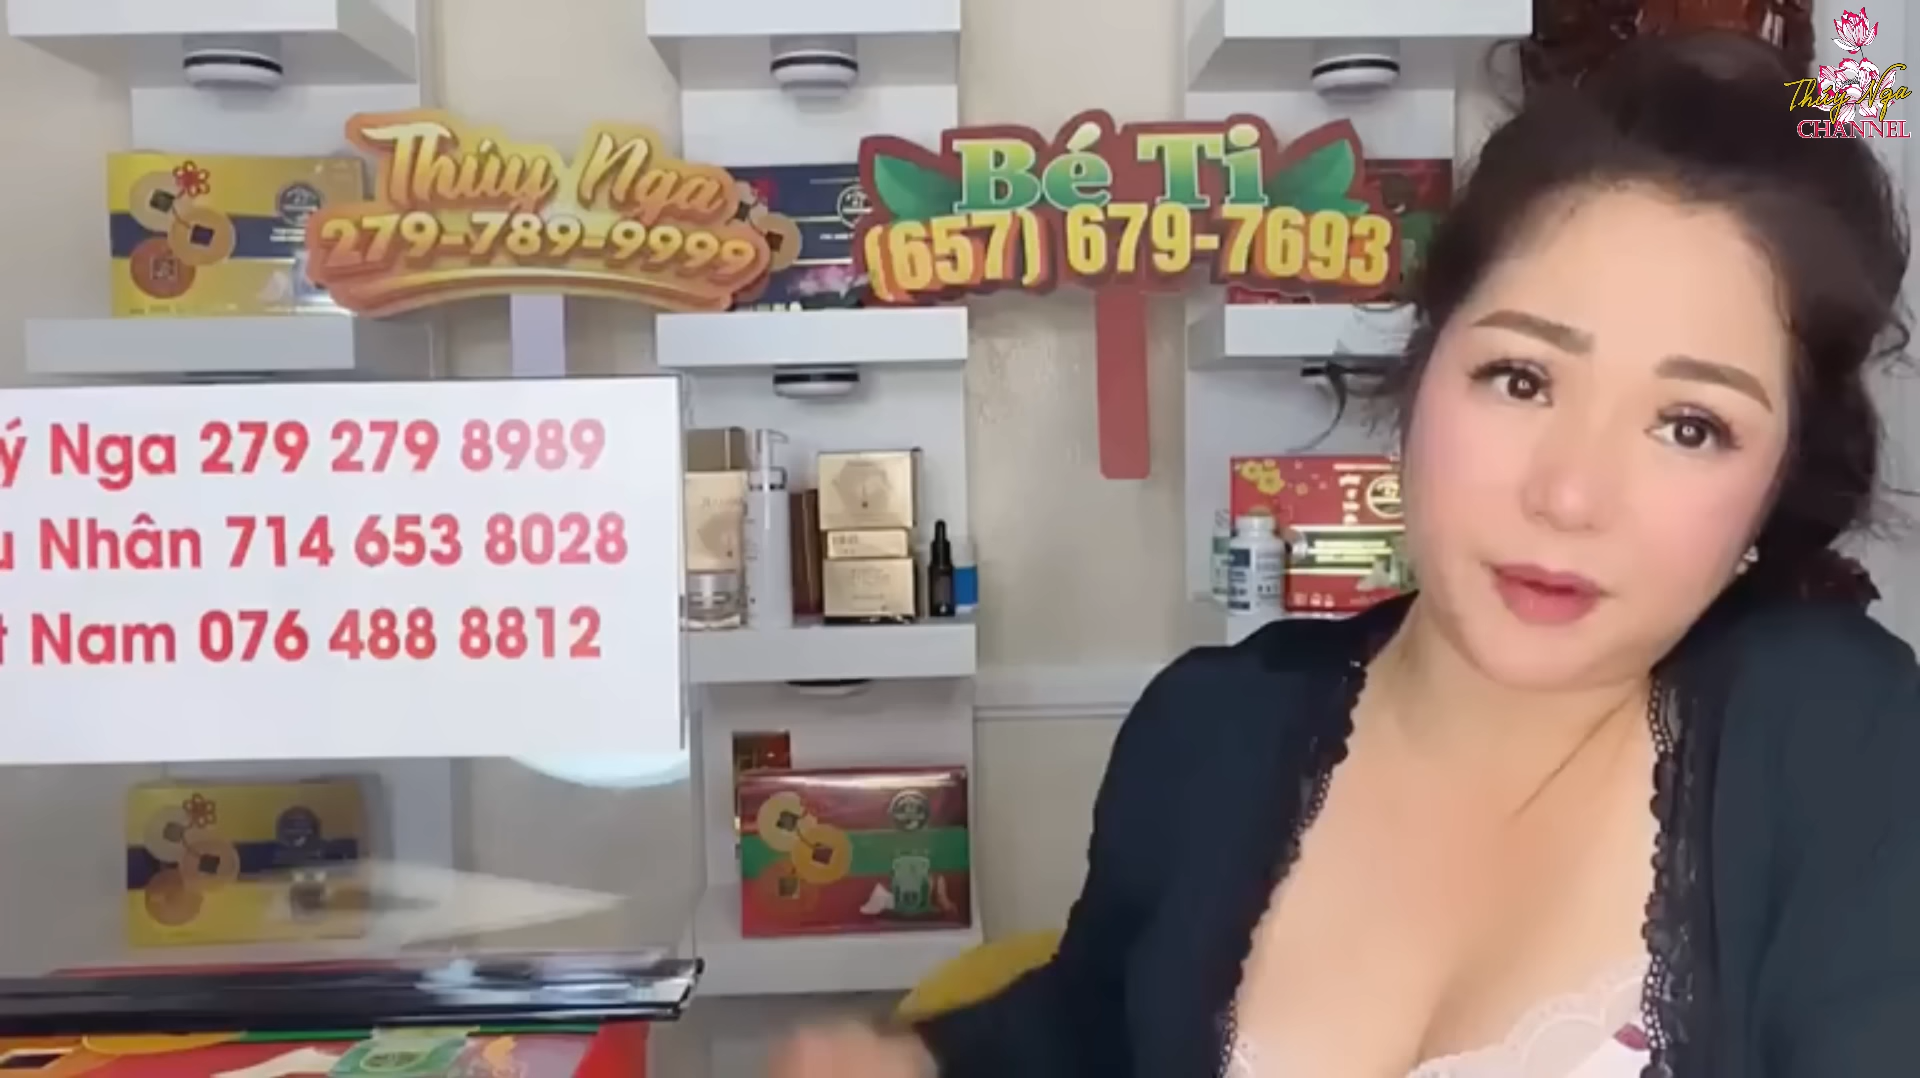 Thúy Nga
CHANNEL
Thúy Nga
279-789-9999
Bé Ti
(657) 679-7693
ý Nga 279 279 8989
u Nhân 714 653 8028
t Nam 076 488 8812